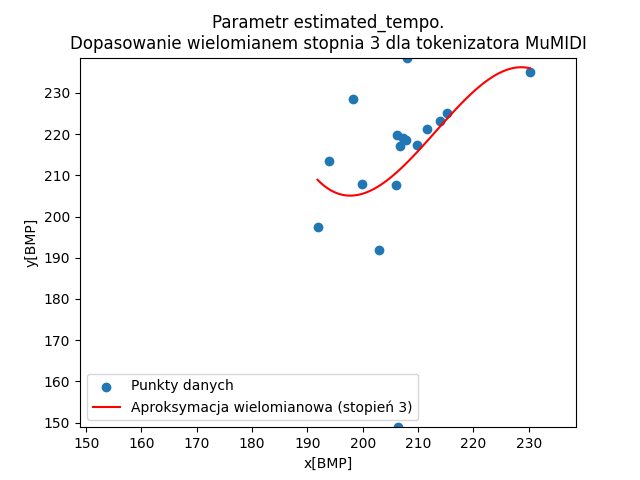 Parametr estimated_tempo.
Dopasowanie wielomianem stopnia 3 dla tokenizatora MuMIDI
y[BMP]
230
220
210
200
190
180
170
160
150
Punkty danych
Aproksymacja wielomianowa (stopień 3)
150 160 170 180 190 200 210 220 230
x[BMP]